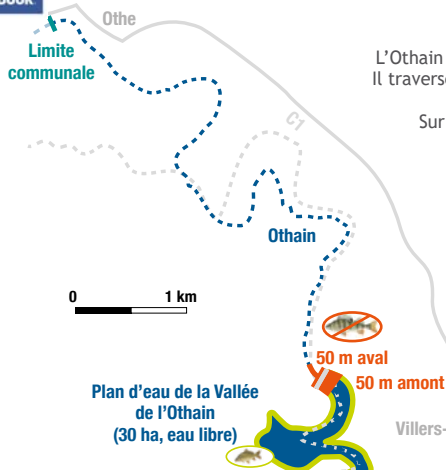 Othe
Limite
communale
L'Othain
Il traverse
Sur
C1
Othain
0 1 km
50 m aval
50 m amont
Plan d'eau de la Vallée
de l'Othain
(30 ha, eau libre)
Villers-